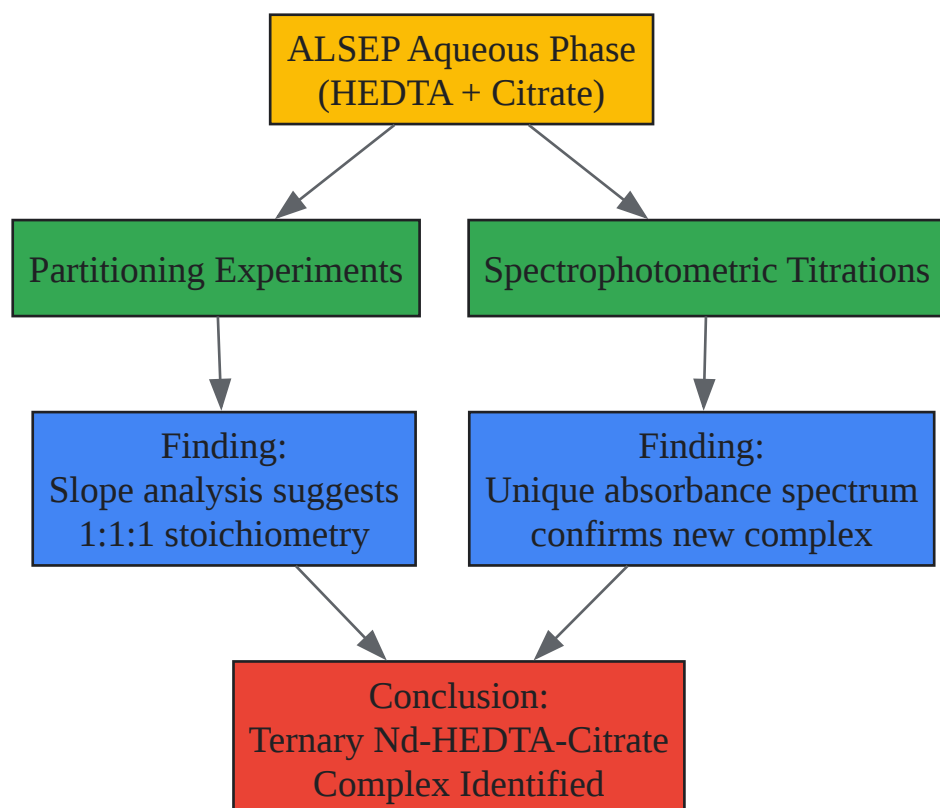 ALSEP Aqueous Phase
(HEDTA + Citrate)
Partitioning Experiments
Spectrophotometric Titrations
Finding:
Slope analysis suggests
1:1:1 stoichiometry
Finding:
Unique absorbance spectrum
confirms new complex
Conclusion:
Ternary Nd-HEDTA-Citrate
Complex Identified